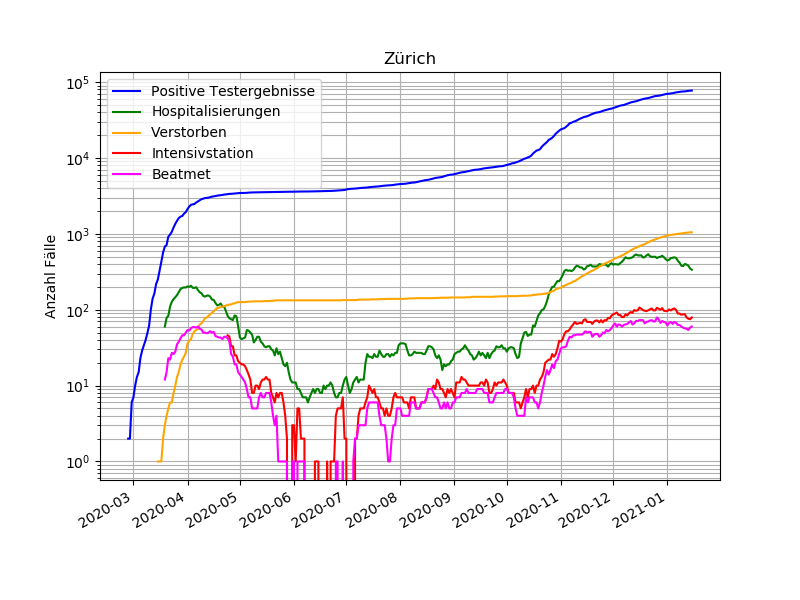 Zürich
Anzahl Fälle
10⁵
10⁴
10³
10²
10¹
10⁰
Positive Testergebnisse
Hospitalisierungen
Verstorben
Intensivstation
Beatmet
2020-03
2020-04
2020-05
2020-06
2020-07
2020-08
2020-09
2020-10
2020-11
2020-12
2021-01